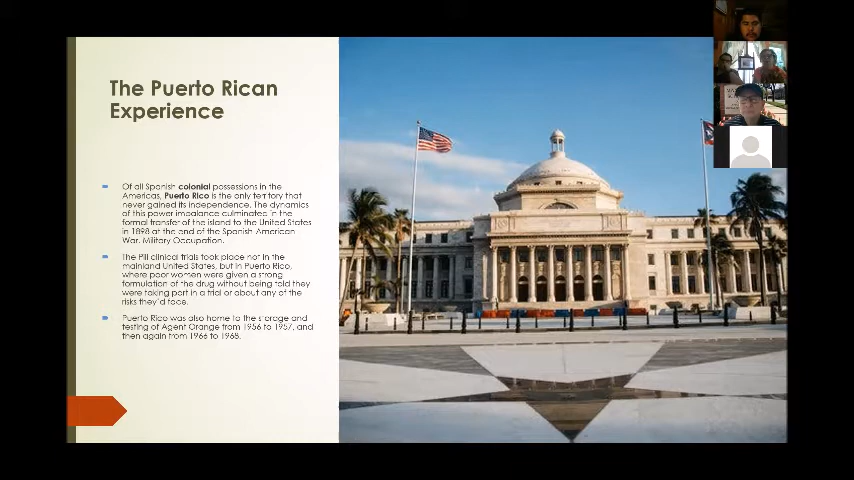 The Puerto Rican
Experience
Of all Spanish colonial possessions in the
Americas, Puerto Rico is the only territory that
never gained its independence. The dynamics
of this power imbalance culminated in the
formal transfer of the island to the United States
in 1898 at the end of the Spanish-American
War. Military Occupation.
The Pill clinical trials took place not in the
mainland United States, but in Puerto Rico,
where poor women were given a strong
formulation of the drug without being told they
were taking part in a trial or about any of the
risks they'd face.
Puerto Rico was also home to the storage and
testing of Agent Orange from 1956 to 1957, and
then again from 1966 to 1968.